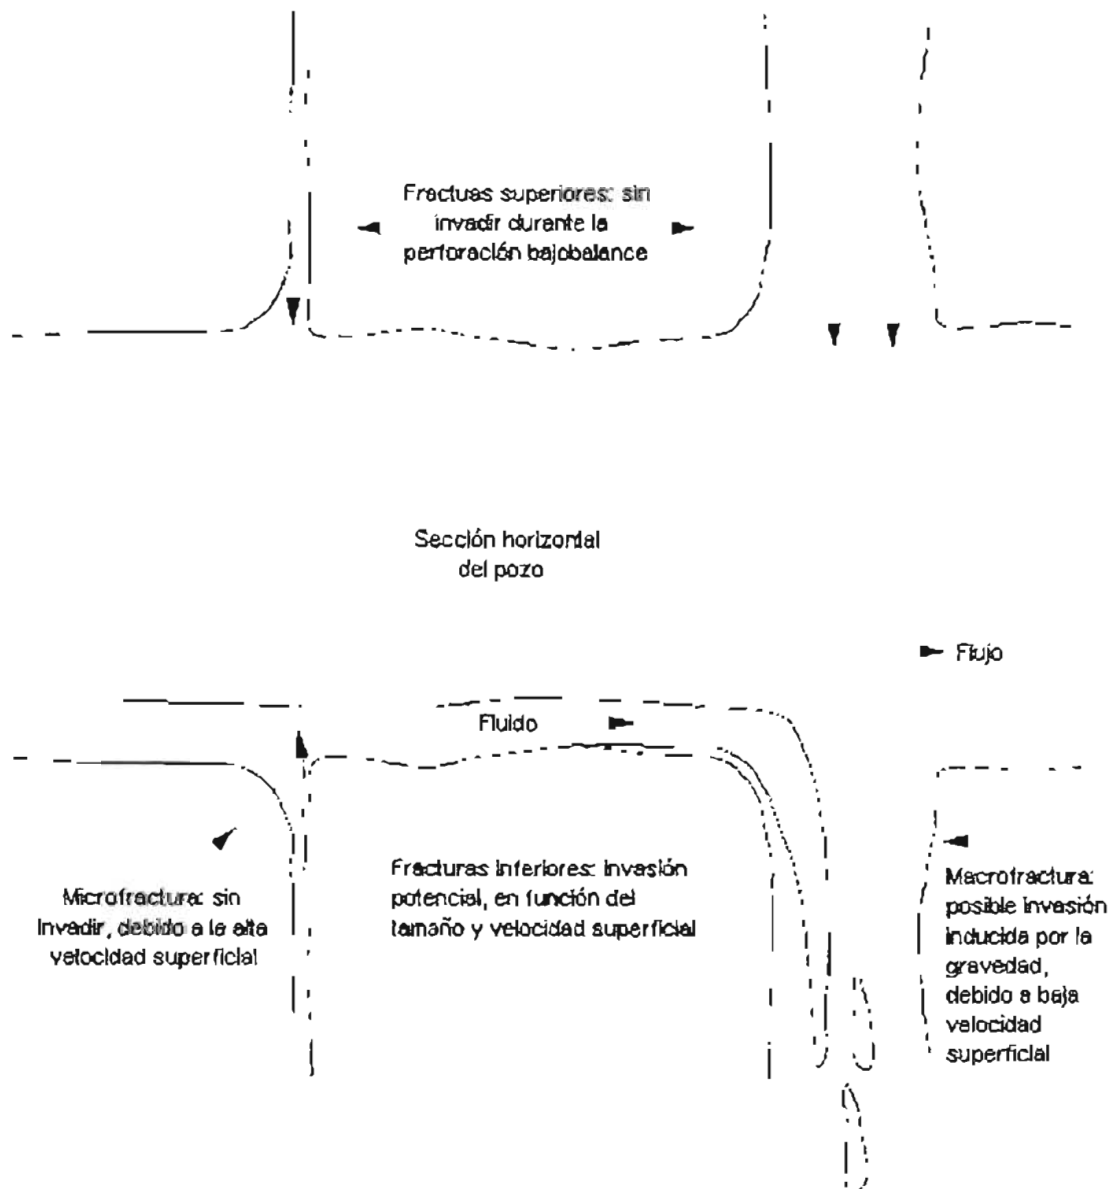 Fractuas superiores: sin
invadir durante la
perforación bajobalance
Sección horizontal
del pozo
Flujo
Fluido
Microfractura: sin
invadir, debido a la alta
velocidad superficial
Fracturas inferiores: invasión
potencial, en función del
tamaño y velocidad superficial
Macrofractura:
posible invasión
inducida por la
gravedad,
debido a baja
velocidad
superficial